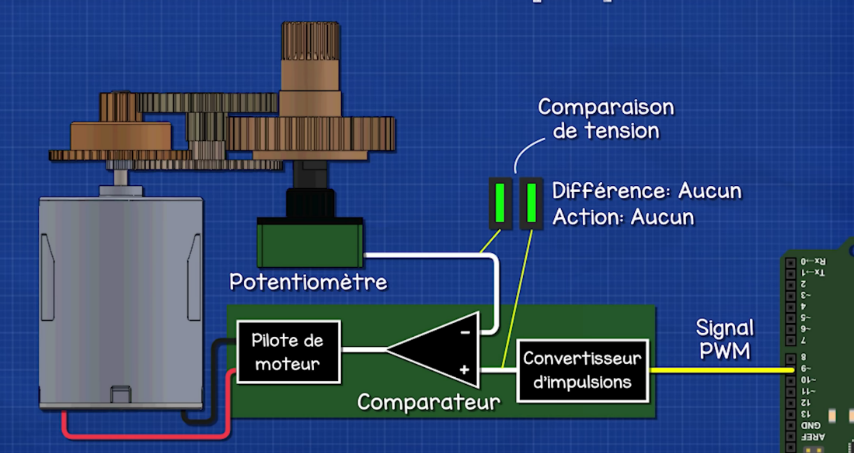 Comparaison
de tension
Différence: Aucun
Action: Aucun
Potentiomètre
Pilote de
moteur
-
+
Comparateur
Convertisseur
d'impulsions
Signal
PWM
Rx→0
Tx→1
2
~3
4
~5
~6
7
8
~9
~10
~11
12
13
GND
AREF